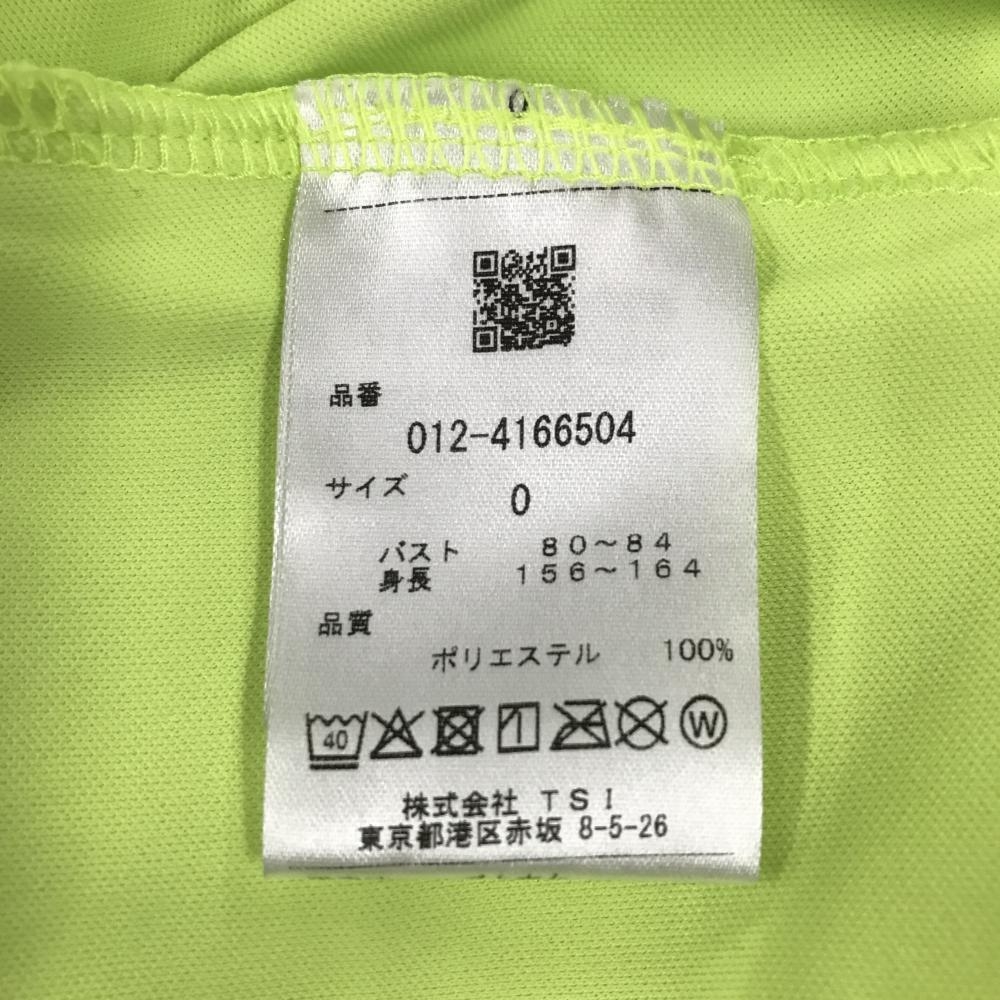 品番
012-4166504
サイズ
0
バスト 80～84
身長 156～164
品質
ポリエステル 100%
40 W
株式会社 TSI
東京都港区赤坂 8-5-26